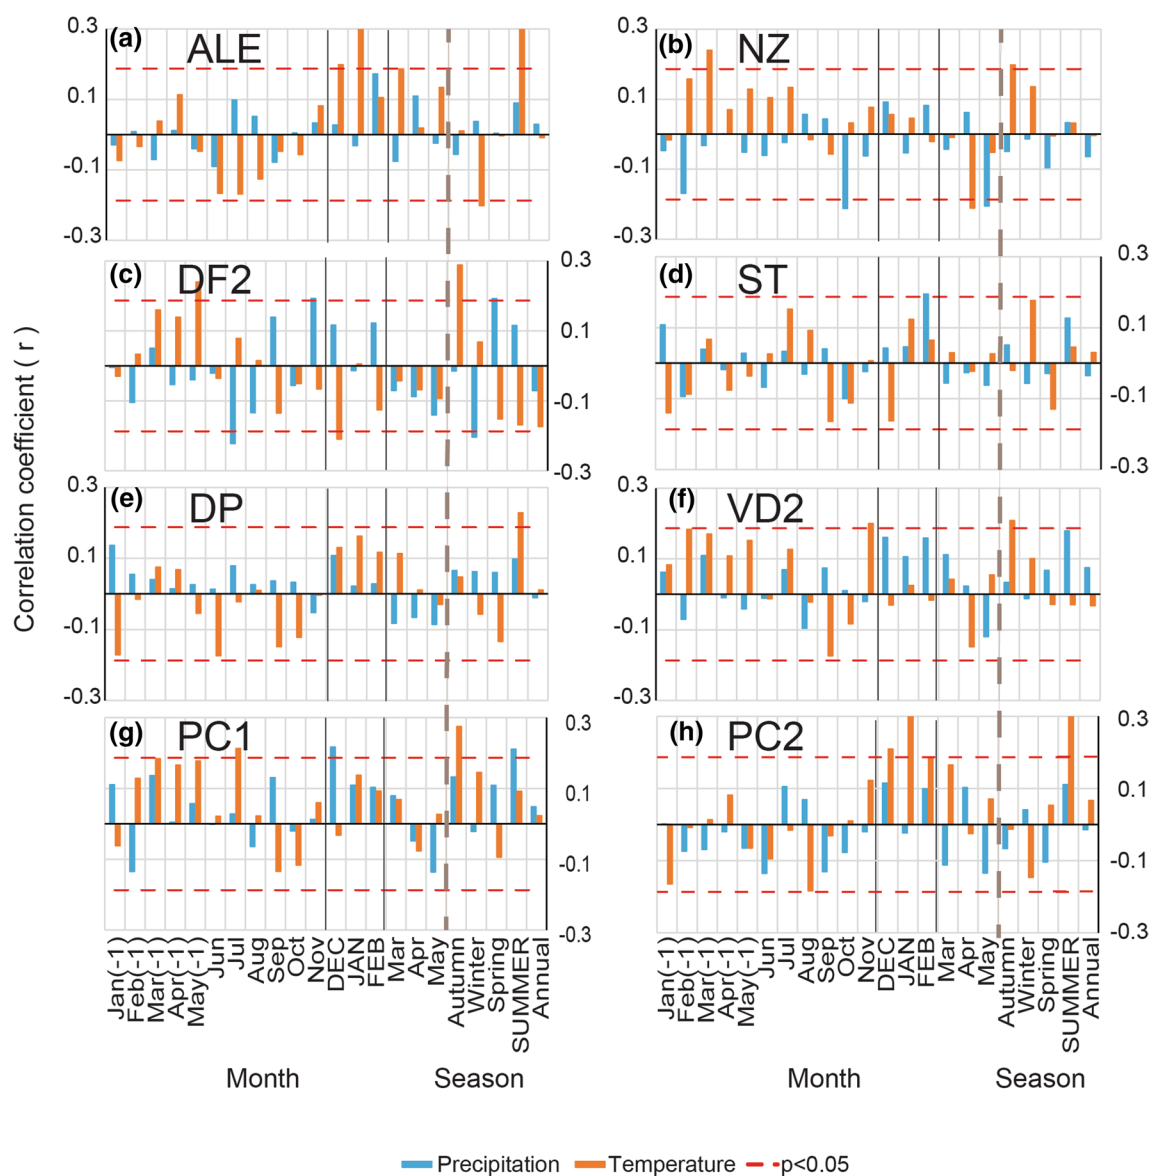 (a) ALE
0.3
0.1
-0.1
-0.3
(b) NZ
0.3
0.1
-0.1
-0.3
(c) DF2
0.3
0.1
-0.1
-0.3
(d) ST
0.3
0.1
-0.1
-0.3
Correlation coefficient ( r )
(e) DP
0.3
0.1
-0.1
-0.3
(f) VD2
0.3
0.1
-0.1
-0.3
(g) PC1
0.3
0.1
-0.1
-0.3
(h) PC2
0.3
0.1
-0.1
-0.3
Jan(-1)
Feb(-1)
Mar(-1)
Apr(-1)
May(-1)
Jun
Jul
Aug
Sep
Oct
Nov
DEC
JAN
FEB
Mar
Apr
May
Autumn
Winter
Spring
SUMMER
Annual
Jan(-1)
Feb(-1)
Mar(-1)
Apr(-1)
May(-1)
Jun
Jul
Aug
Sep
Oct
Nov
DEC
JAN
FEB
Mar
Apr
May
Autumn
Winter
Spring
SUMMER
Annual
Month Season
Month Season
Precipitation Temperature p<0.05